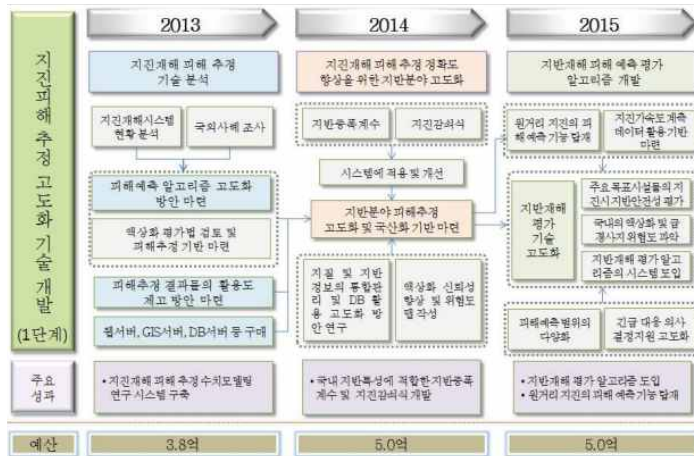 2013
2014
2015
지진피해 추정 고도화 기술 개발
(1단계)
지진재해 피해 추정
기술 분석
지진재해시스템
현황 분석
국외사례 조사
피해예측 알고리즘 고도화
방안 마련
액상화 평가법 검토 및
피해추정 기반 마련
피해추정 결과물의 활용도
제고 방안 마련
웹서버, GIS서버, DB서버 등 구매
지진재해 피해 추정 정확도
향상을 위한 지반분야 고도화
지반증폭계수
지진감쇠식
시스템에 적용 및 개선
지반분야 피해추정
고도화 및 국산화 기반 마련
지질 및 지반
정보의 통합관
리 및 DB 활
용 고도화 방
안 연구
액상화 신뢰성
향상 및 위험도
맵 작성
지반재해 피해 예측 평가
알고리즘 개발
원거리 지진의 피
해 예측 기능 탑재
지진가속도계측
데이터 활용 기반
마련
지반재해
평가
기술
고도화
주요 목표시설물의 지
진시 지반안전성 평가
국내의 액상화 및 급
경사지 위험도 파악
지반재해 평가 알고
리즘의 시스템 도입
피해예측 범위의
다양화
긴급 대응 의사
결정지원 고도화
주요
성과
• 지진재해 피해 추정 수치모델링
연구 시스템 구축
• 국내 지반특성에 적합한 지반증폭
계수 및 지진감쇠식 개발
• 지반재해 평가 알고리즘 도입
• 원거리 지진의 피해 예측 기능 탑재
예산
3.8억
5.0억
5.0억